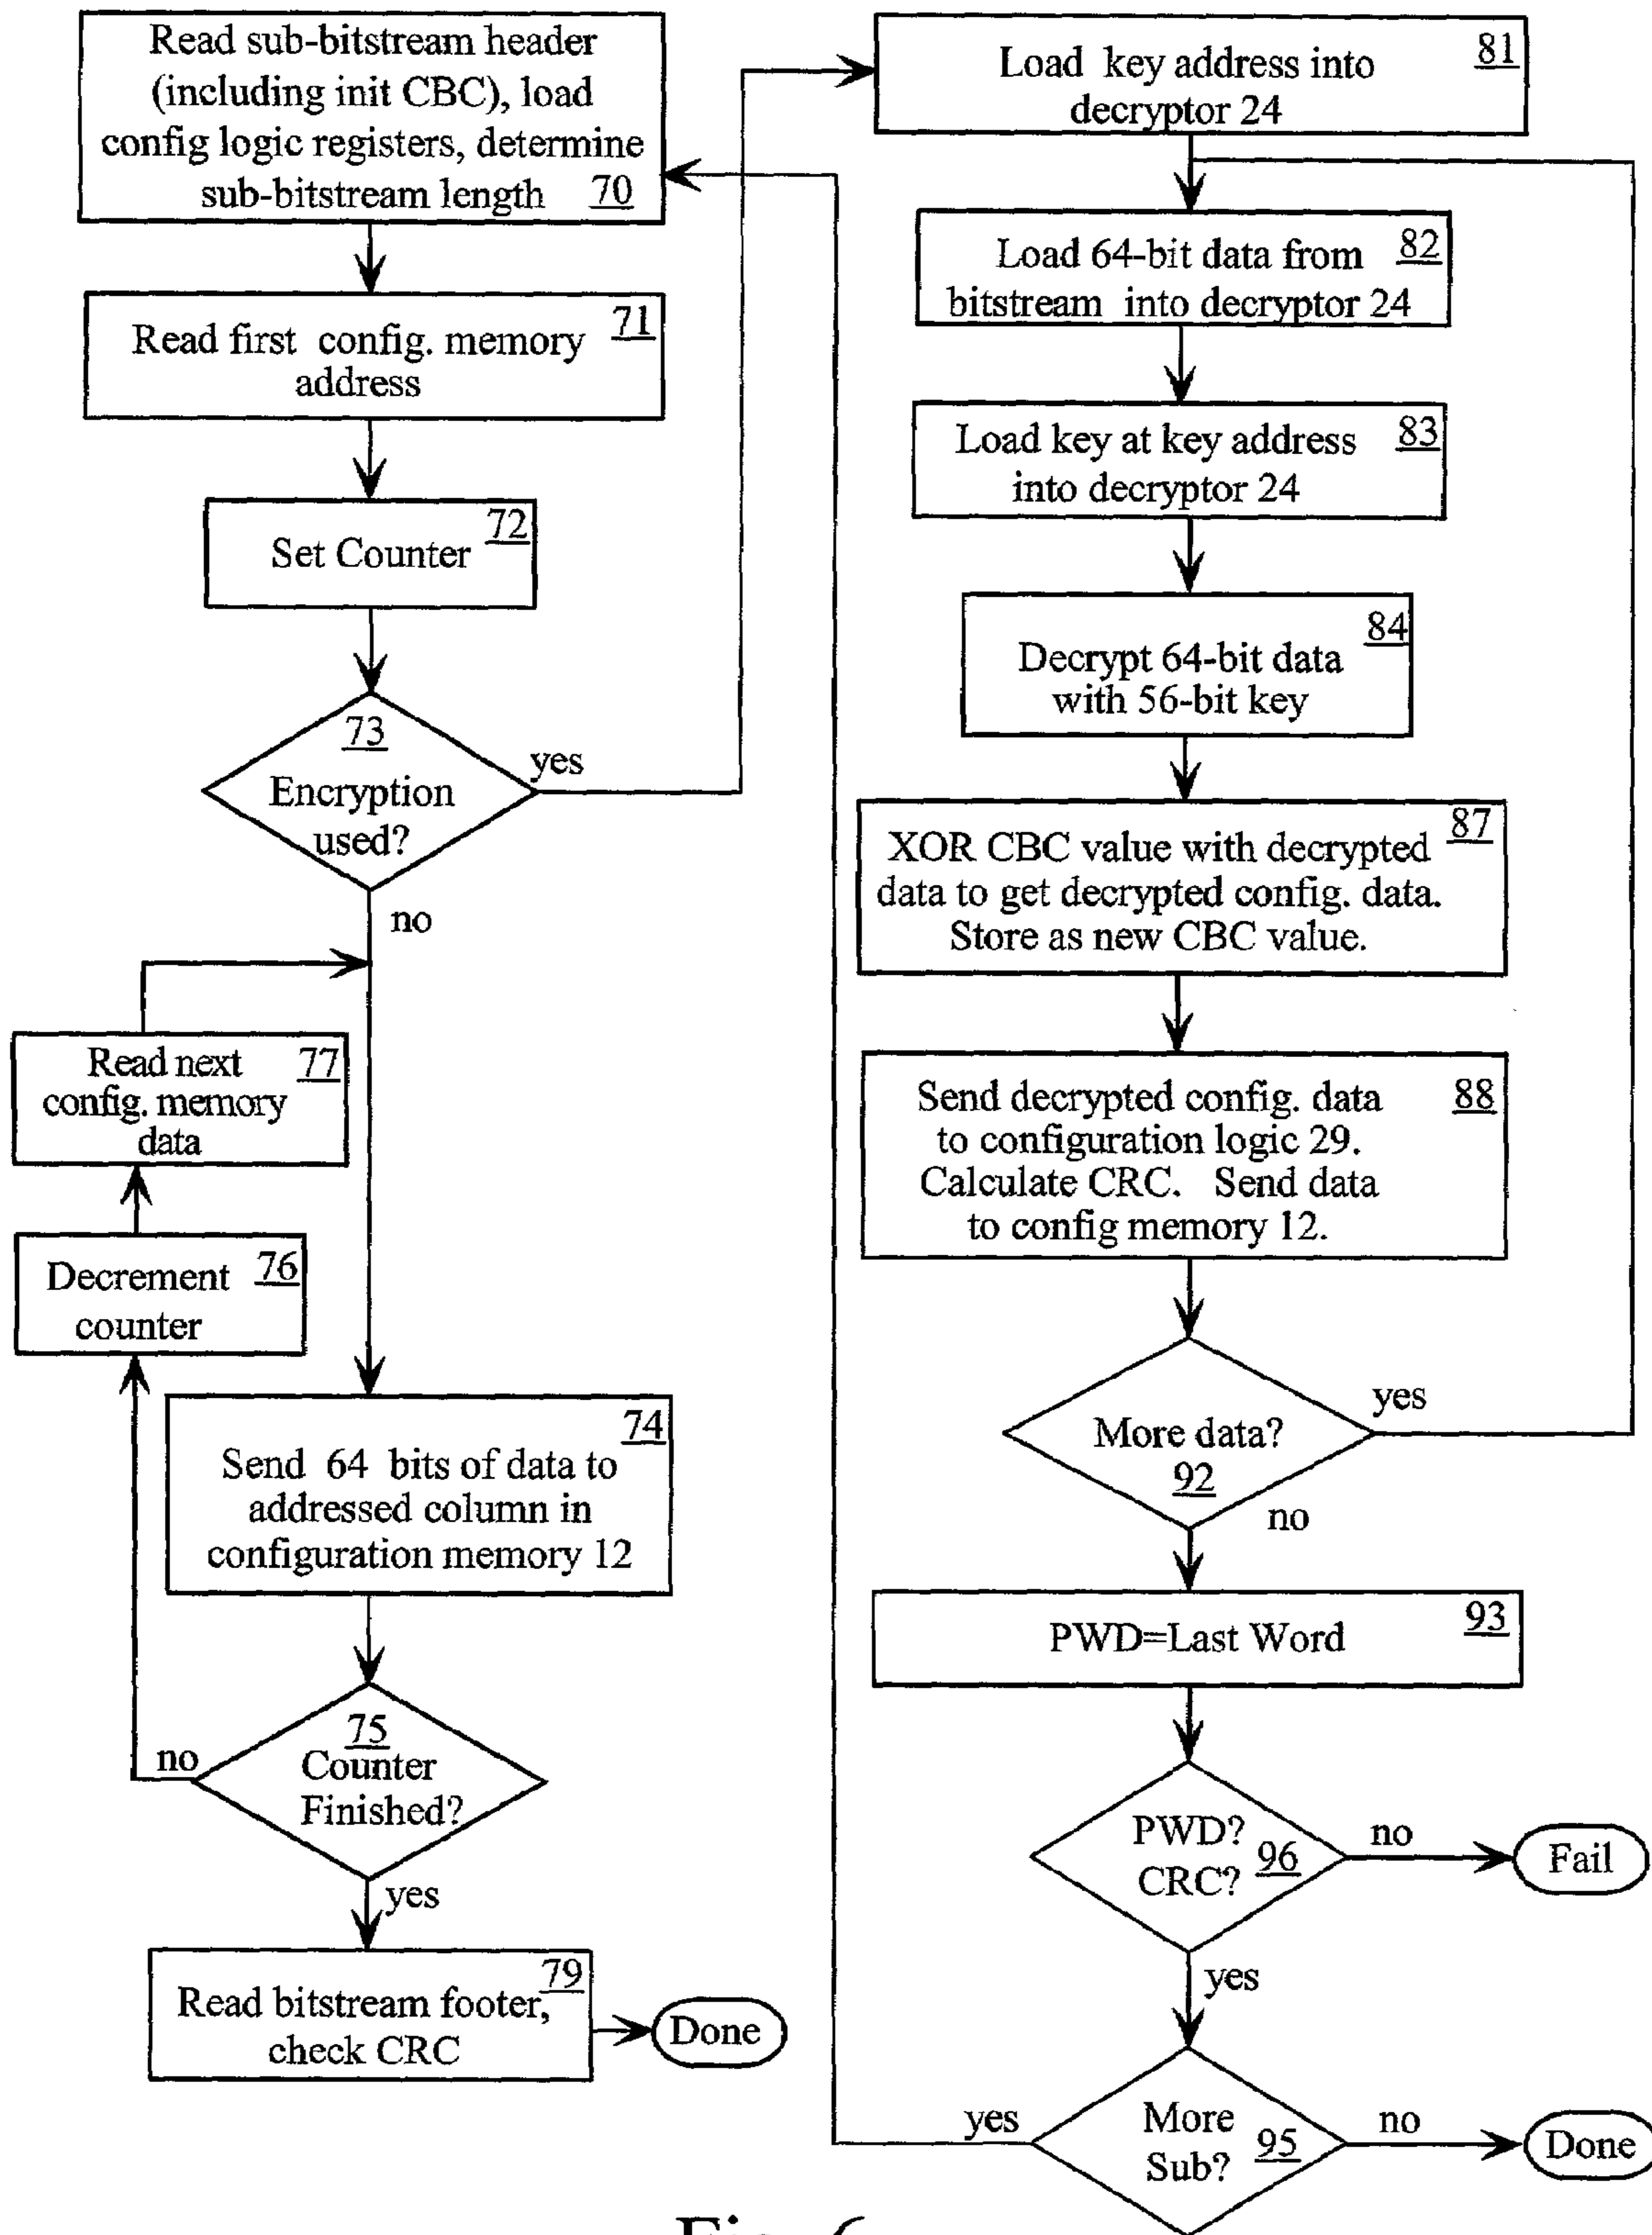 Read sub-bitstream header
(including init CBC), load
config logic registers, determine
sub-bitstream length 70
Read first config. memory 71
address
72
Set Counter
73
Encryption
used?
yes
no
Read next 77
config. memory
data
Decrement 76
counter
74
Send 64 bits of data to
addressed column in
configuration memory 12
75
Counter
Finished?
no
yes
79
Read bitstream footer,
check CRC
Done
81
Load key address into
decryptor 24
82
Load 64-bit data from
bitstream into decryptor 24
83
Load key at key address
into decryptor 24
84
Decrypt 64-bit data
with 56-bit key
87
XOR CBC value with decrypted
data to get decrypted config. data.
Store as new CBC value.
Send decrypted config. data 88
to configuration logic 29.
Calculate CRC. Send data
to config memory 12.
More data?
92
yes
no
93
PWD=Last Word
PWD?
CRC? 96
no
Fail
yes
More
Sub? 95
yes
no
Done